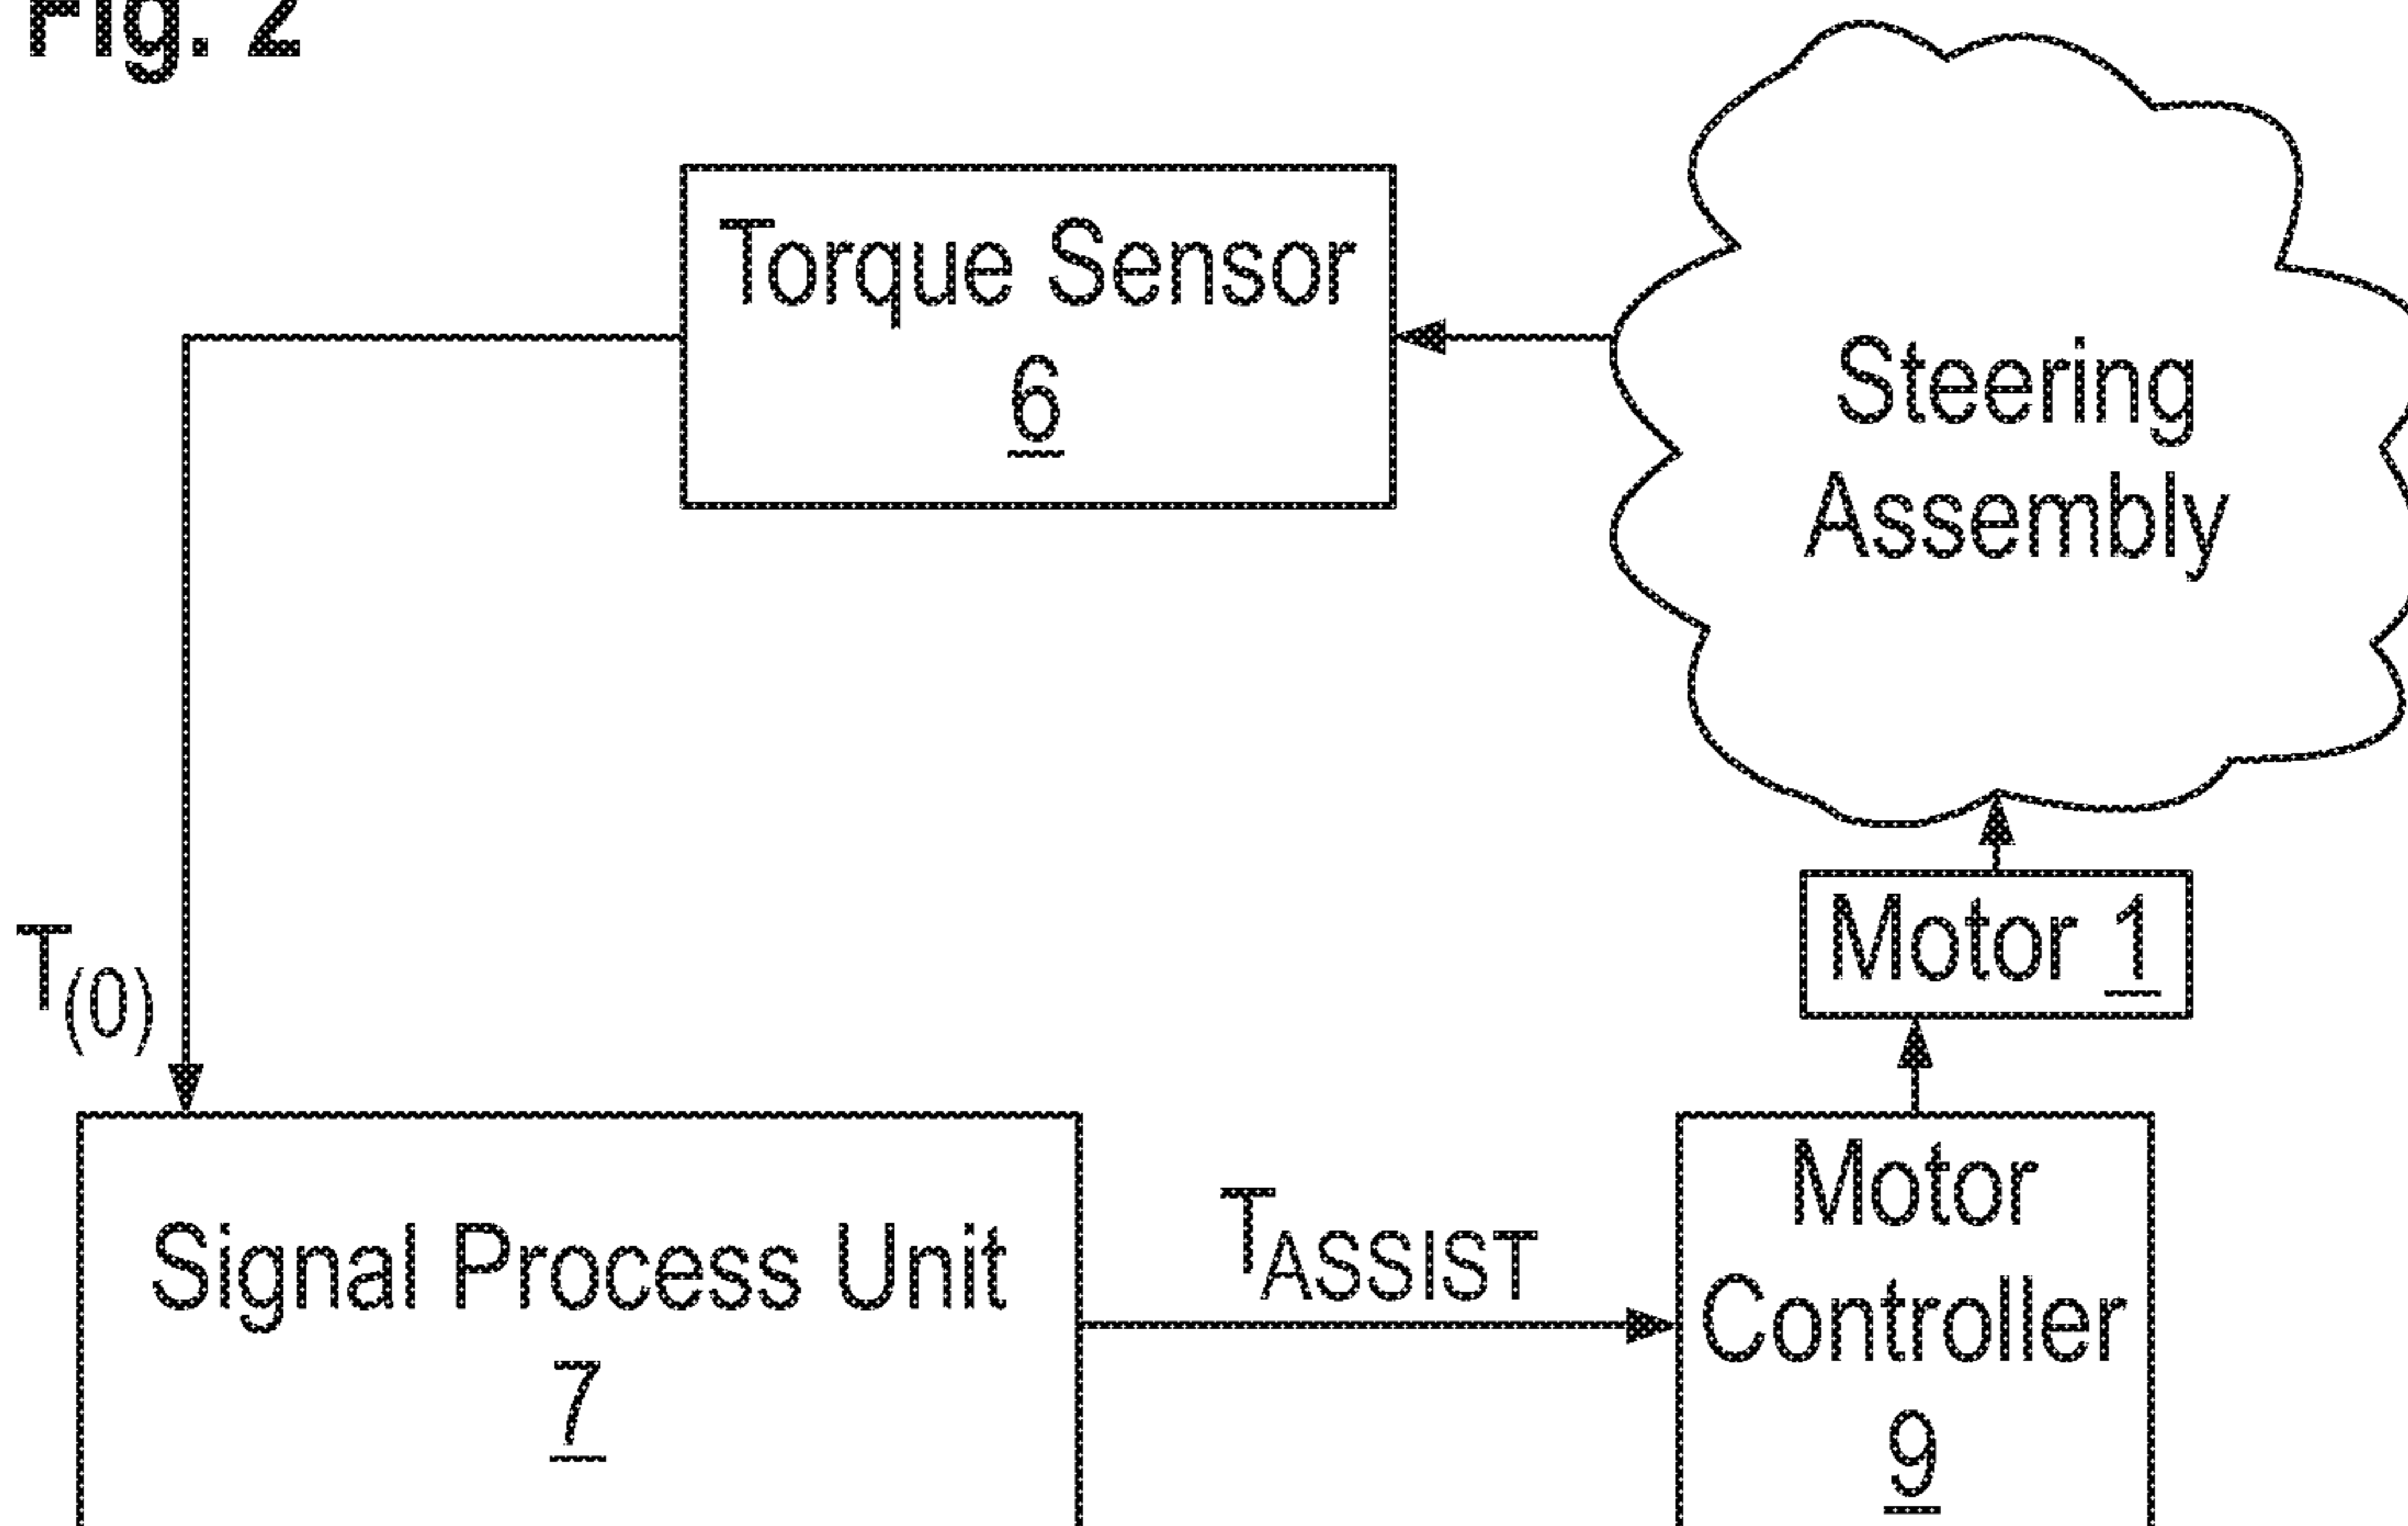 Fig. 2
Torque Sensor
6
Steering
Assembly
T(0)
Motor 1
Signal Process Unit
7
TASSIST
Motor
Controller
9